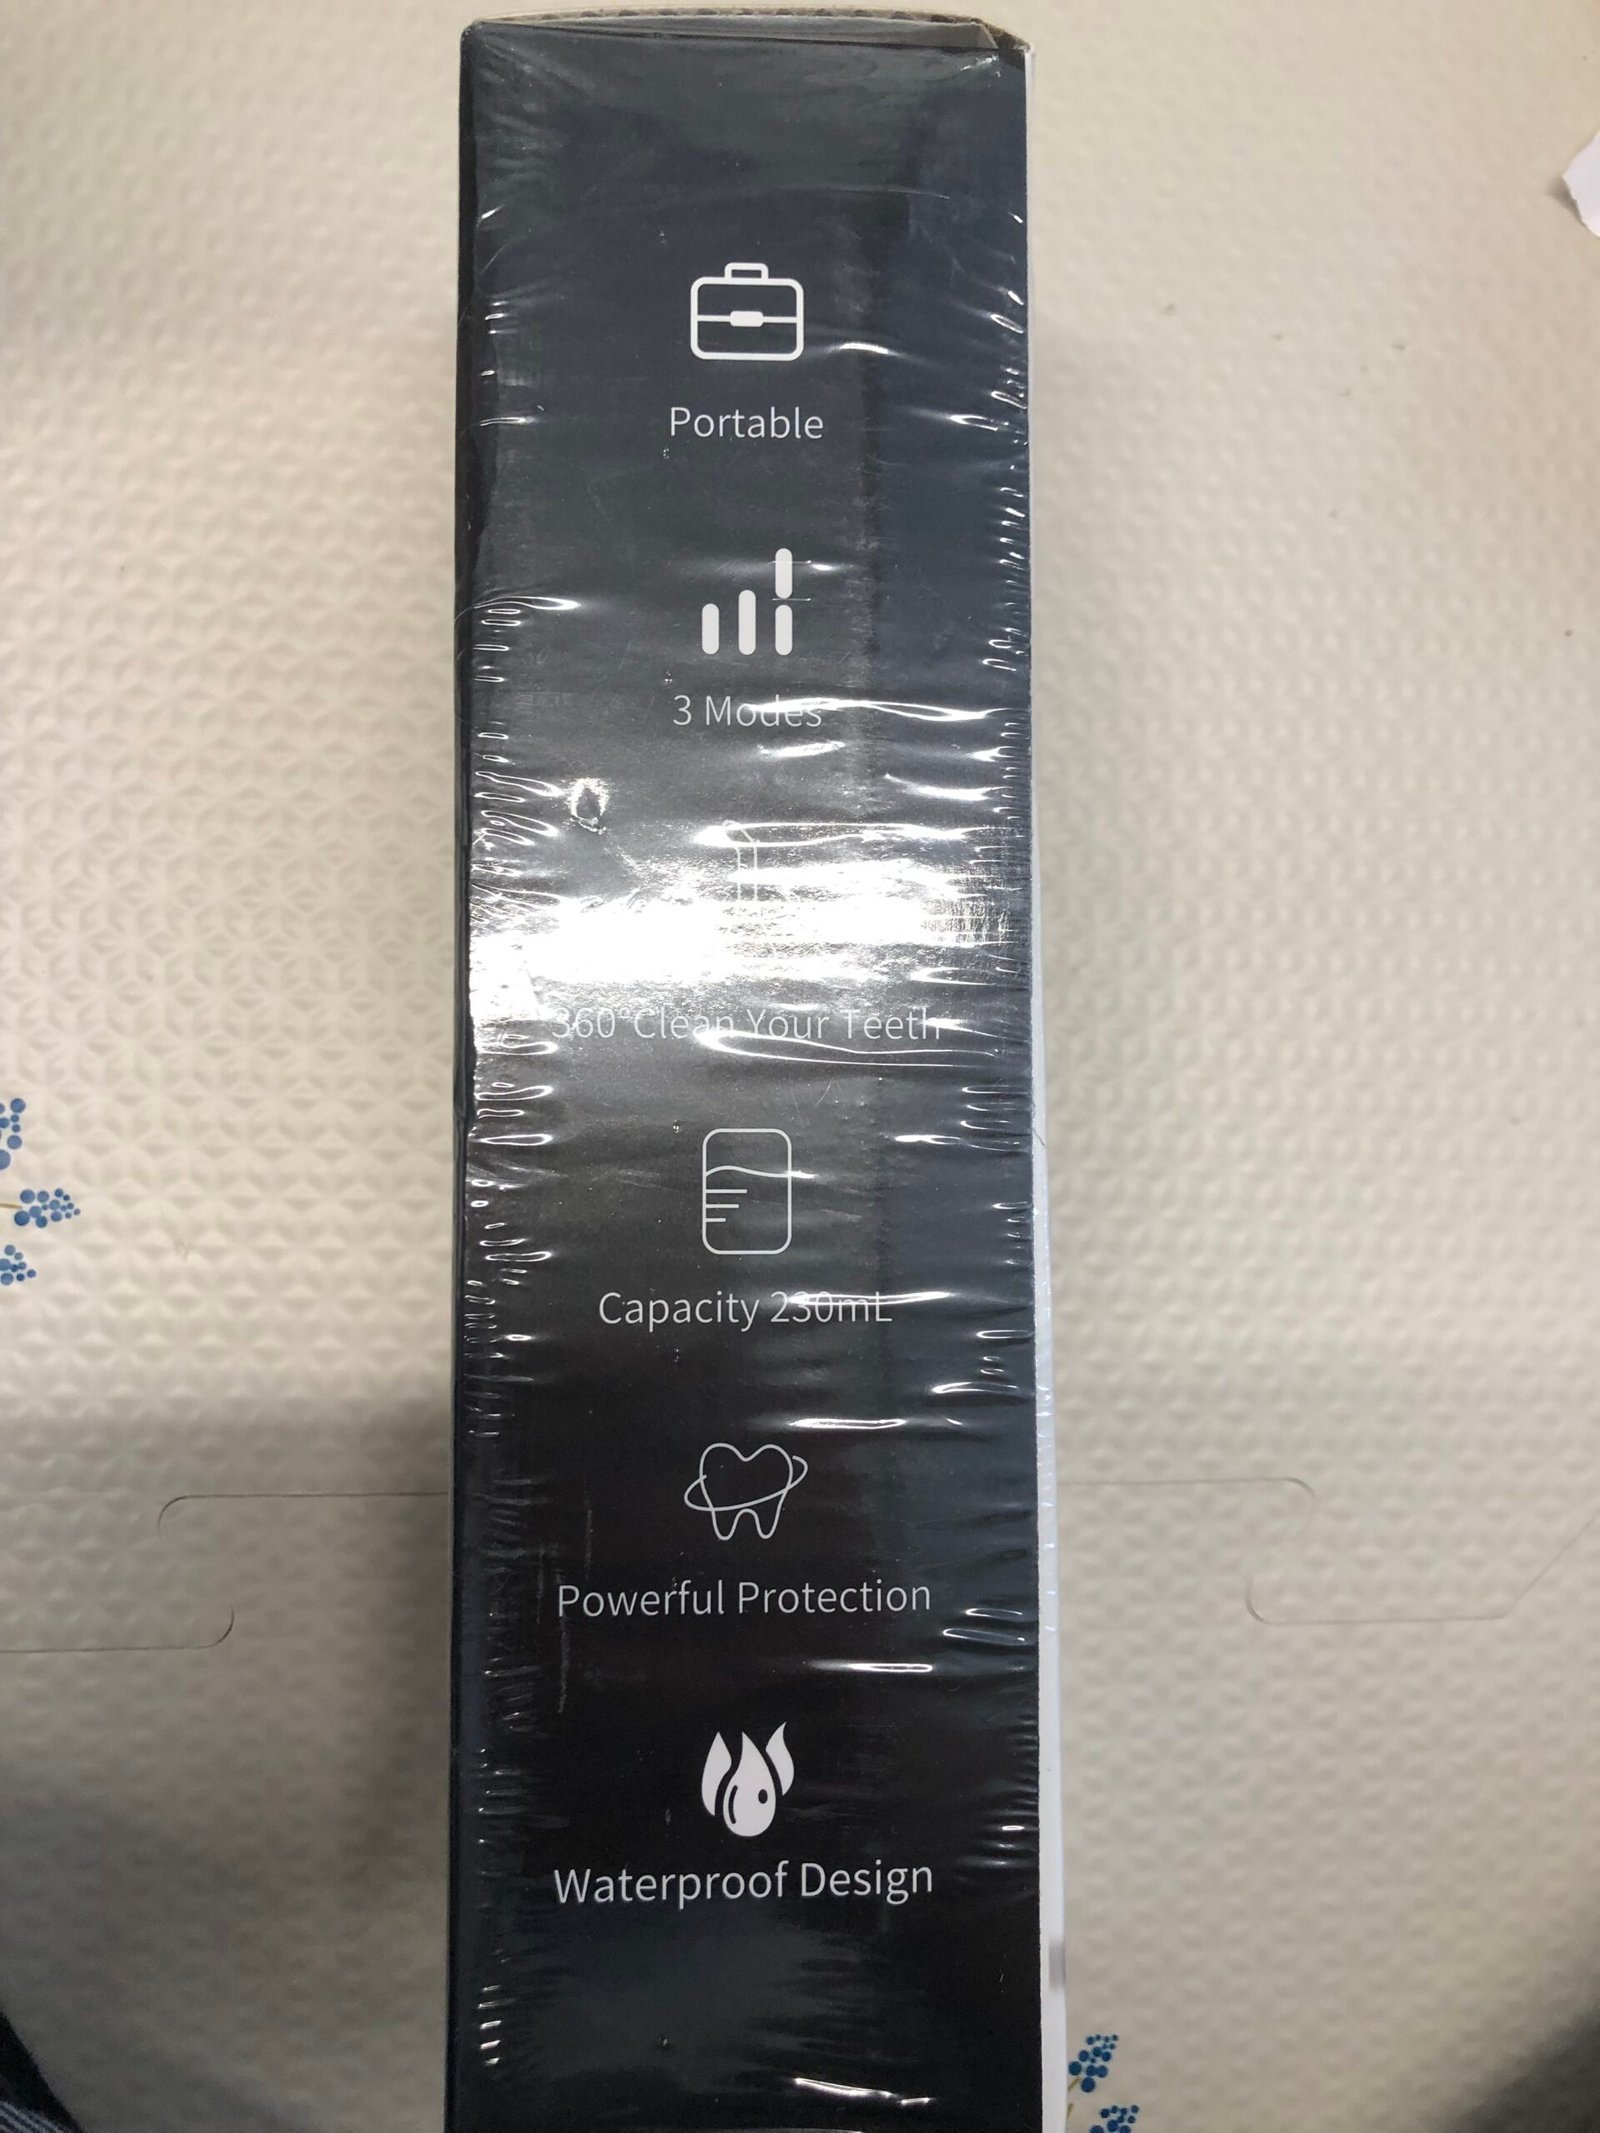 Portable
3 Modes
360°Clean Your Teeth
Capacity 230mL
Powerful Protection
Waterproof Design